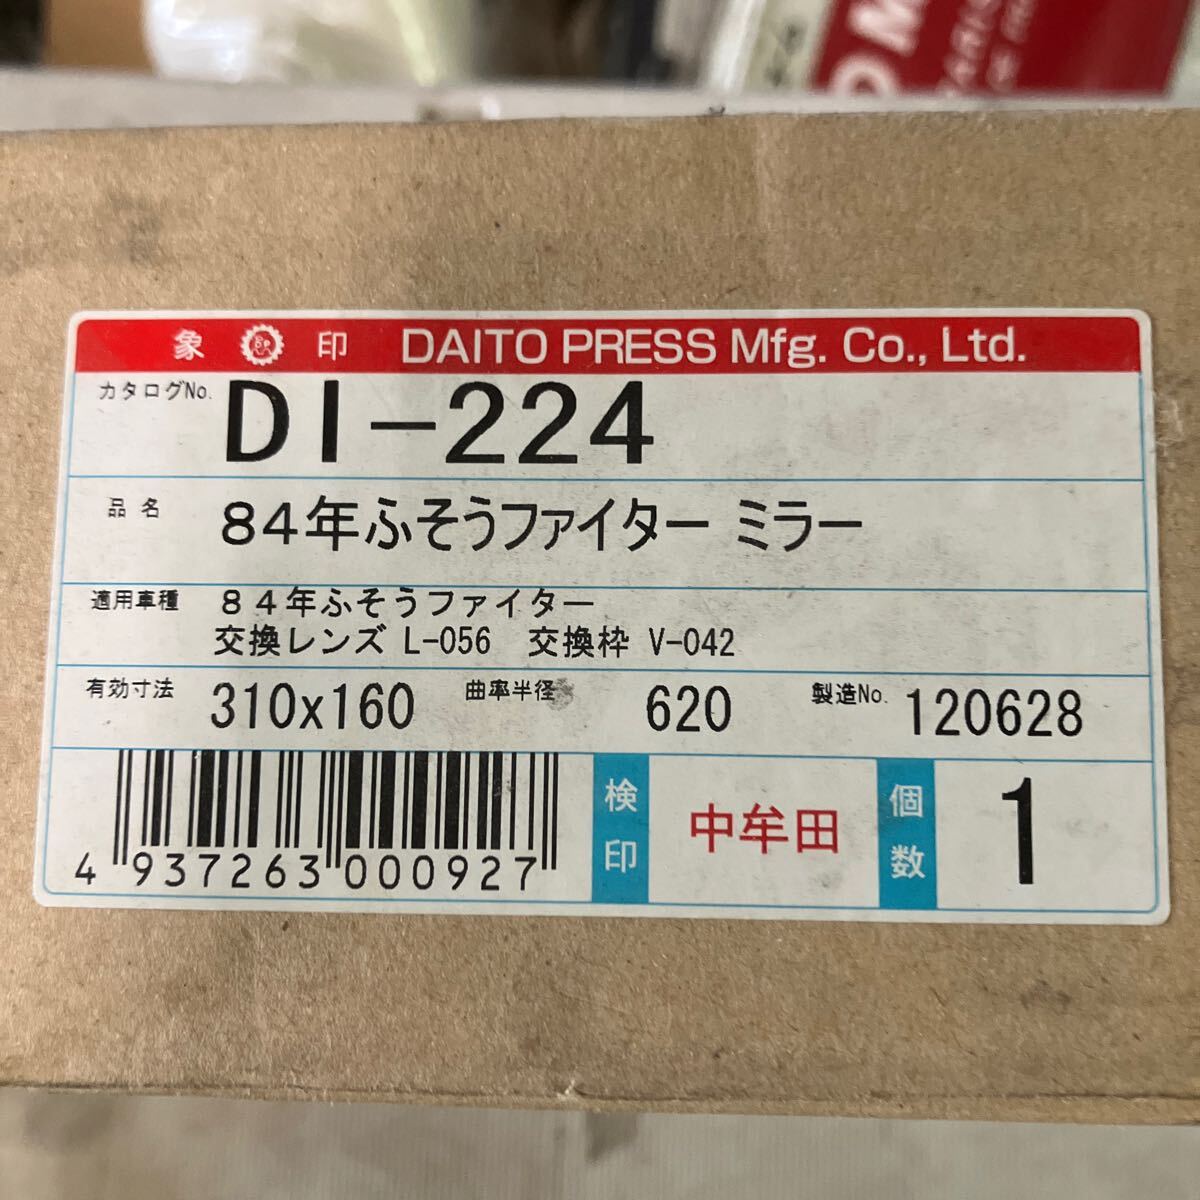 象 印 DAITO PRESS Mfg. Co., Ltd.
カタログNo. DI-224
品名 84年ふそうファイター ミラー
適用車種 84年ふそうファイター
交換レンズ L-056 交換枠 V-042
有効寸法 310x160 曲率半径 620 製造No. 120628
4 937263 000927
検印 中牟田 個数 1